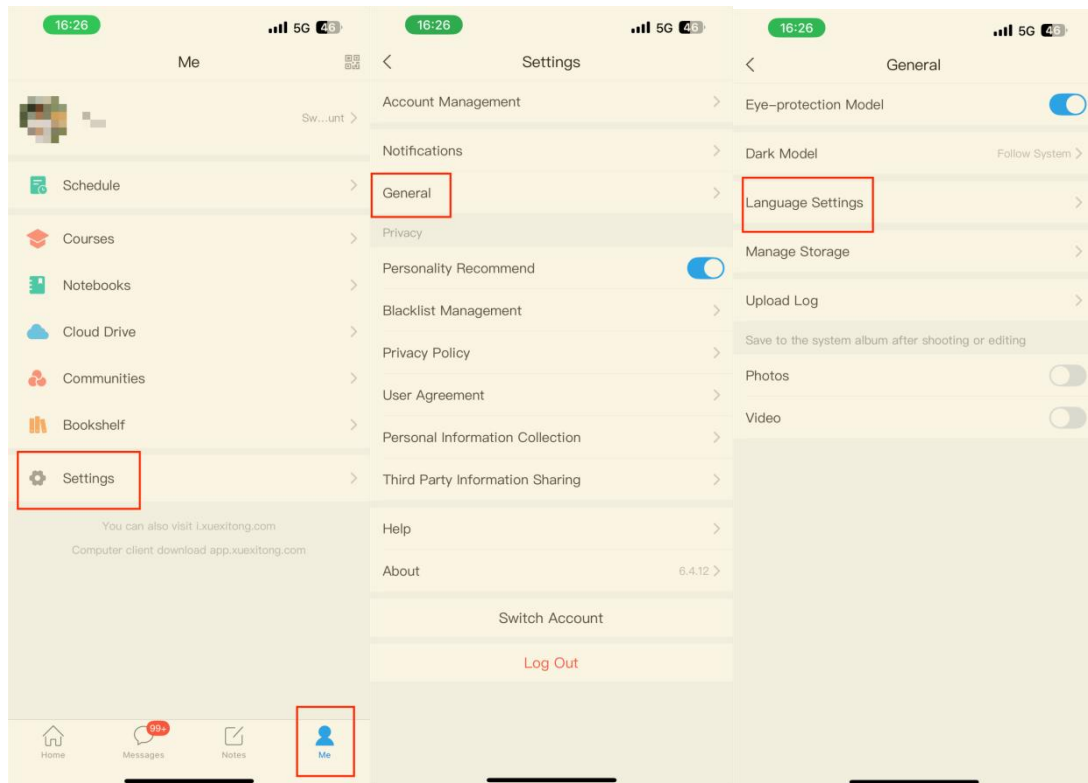 16:26
5G 46
Me
Sw...unt >
Schedule
Courses
Notebooks
Cloud Drive
Communities
Bookshelf
Settings
You can also visit i.xuexitong.com
Computer client download app.xuexitong.com
Home
99+
Messages
Notes
Me
16:26
5G 46
Settings
Account Management
Notifications
General
Privacy
Personality Recommend
Blacklist Management
Privacy Policy
User Agreement
Personal Information Collection
Third Party Information Sharing
Help
About 6.4.12 >
Switch Account
Log Out
16:26
5G 46
General
Eye-protection Model
Dark Model Follow System >
Language Settings
Manage Storage
Upload Log
Save to the system album after shooting or editing
Photos
Video